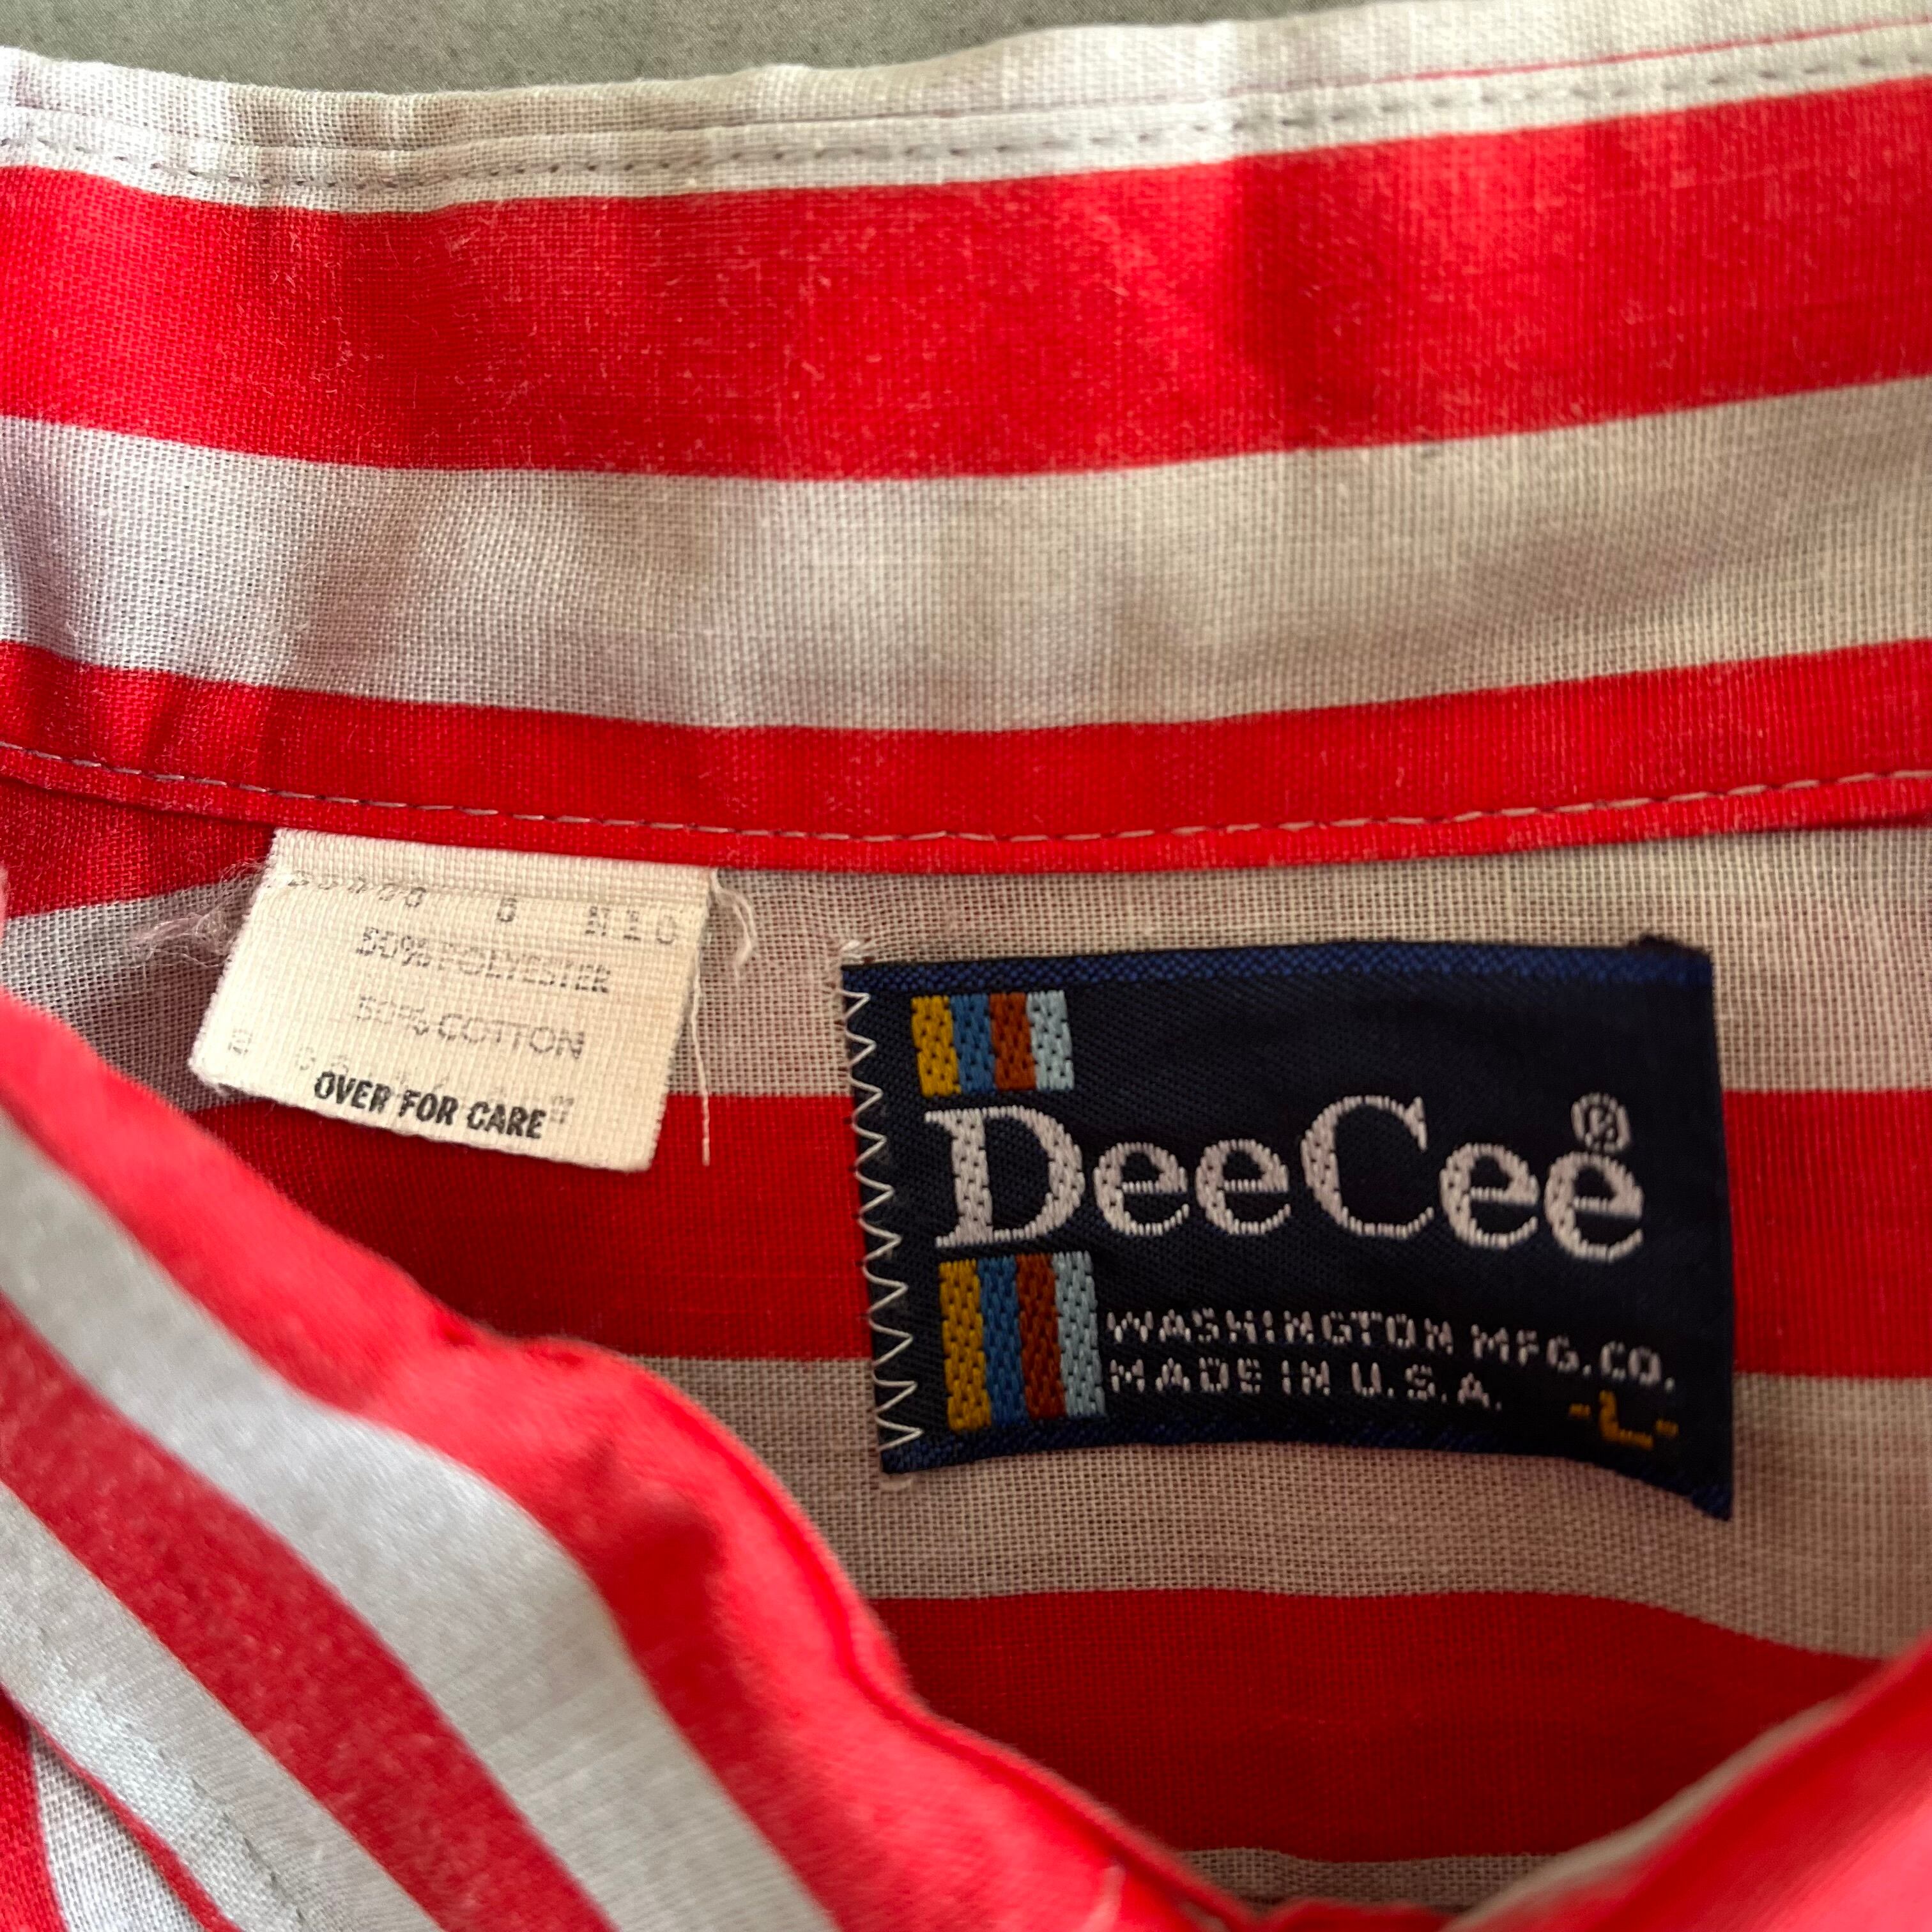 50% POLYESTER
50% COTTON
OVER FOR CARE
DeeCee®
WASHINGTON MFG. CO.
MADE IN U.S.A.
"L"